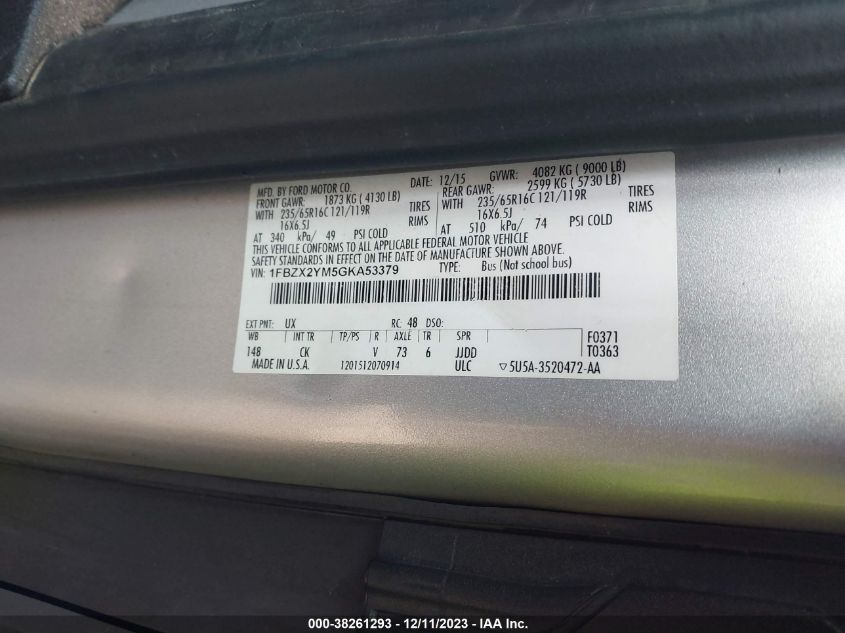 MFD. BY FORD MOTOR CO. DATE: 12/15 GVWR: 4082 KG ( 9000 LB)
FRONT GAWR: 1873 KG ( 4130 LB) REAR GAWR: 2599 KG ( 5730 LB)
WITH 235/65R16C 121/119R TIRES WITH 235/65R16C 121/119R TIRES
16X6.5J RIMS 16X6.5J RIMS
AT 340 kPa/ 49 PSI COLD AT 510 kPa/ 74 PSI COLD
THIS VEHICLE CONFORMS TO ALL APPLICABLE FEDERAL MOTOR VEHICLE
SAFETY STANDARDS IN EFFECT ON THE DATE OF MANUFACTURE SHOWN ABOVE.
VIN: 1FBZX2YM5GKA53379 TYPE: Bus (Not school bus)
EXT PNT: UX RC: 48 DSO:
WB INT TR TP/PS R AXLE TR SPR F0371
148 CK V 73 6 JJDD T0363
MADE IN U.S.A. 1201512070914 ULC ▽5U5A-3520472-AA
000-38261293 - 12/11/2023 - IAA Inc.